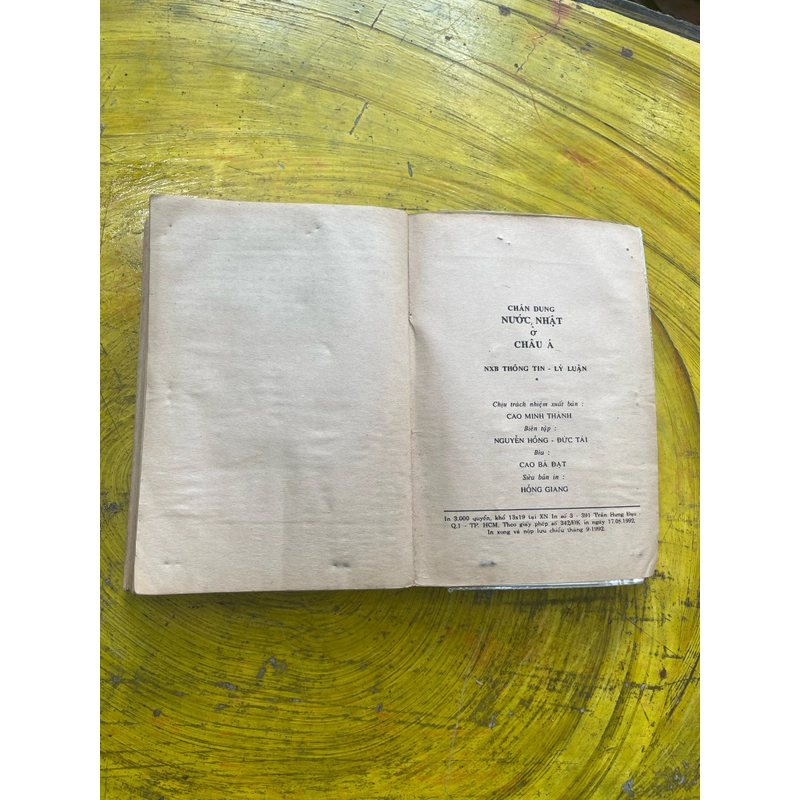 CHÂN DUNG
NƯỚC NHẬT
Ở
CHÂU Á
NXB THÔNG TIN - LÝ LUẬN
*
Chịu trách nhiệm xuất bản :
CAO MINH THÀNH
Biên tập :
NGUYỄN HỒNG - ĐỨC TÀI
Bìa :
CAO BÁ ĐẠT
Sửa bản in :
HỒNG GIANG
In 3.000 quyển, khổ 13x19 tại XN In số 3 - 391 Trần Hưng Đạo
Q.1 - TP. HCM. Theo giấy phép số 342/ĐK in ngày 17.08.1992.
In xong và nộp lưu chiểu tháng 9-1992.